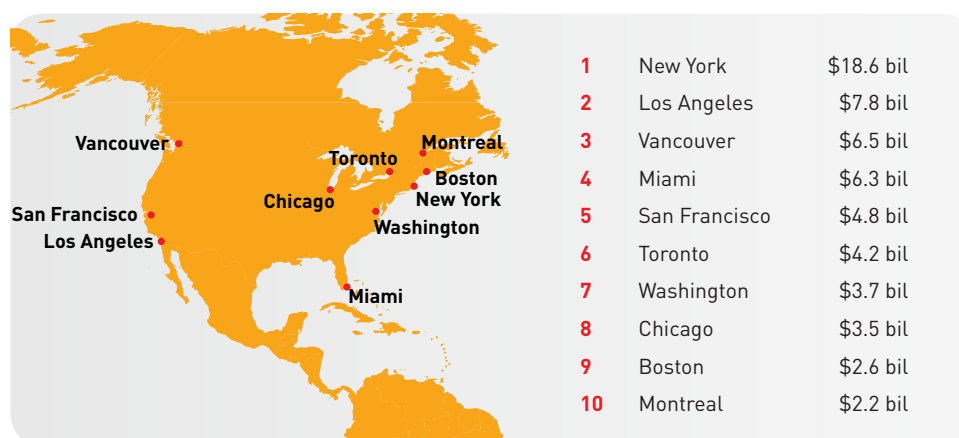 Vancouver
Montreal
Toronto
Boston
Chicago
New York
San Francisco
Washington
Los Angeles
Miami
1 New York $18.6 bil
2 Los Angeles $7.8 bil
3 Vancouver $6.5 bil
4 Miami $6.3 bil
5 San Francisco $4.8 bil
6 Toronto $4.2 bil
7 Washington $3.7 bil
8 Chicago $3.5 bil
9 Boston $2.6 bil
10 Montreal $2.2 bil